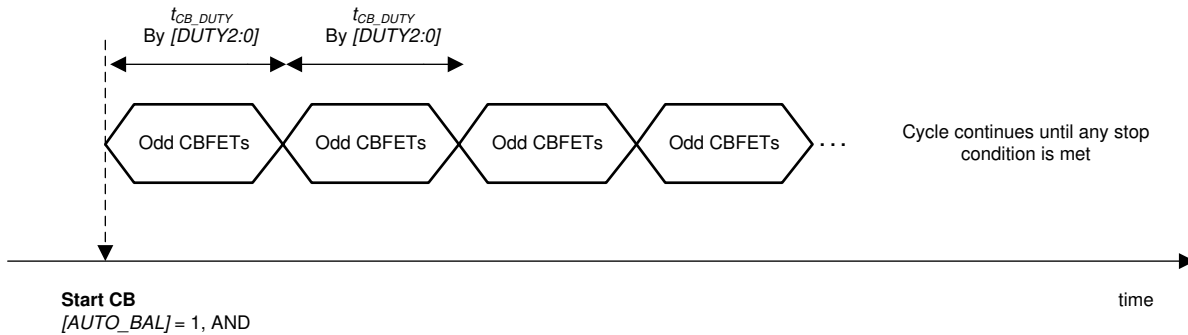 tCB_DUTY
By [DUTY2:0]
tCB_DUTY
By [DUTY2:0]
Odd CBFETs
Odd CBFETs
Odd CBFETs
Odd CBFETs
...
Cycle continues until any stop
condition is met
Start CB
[AUTO_BAL] = 1, AND
time